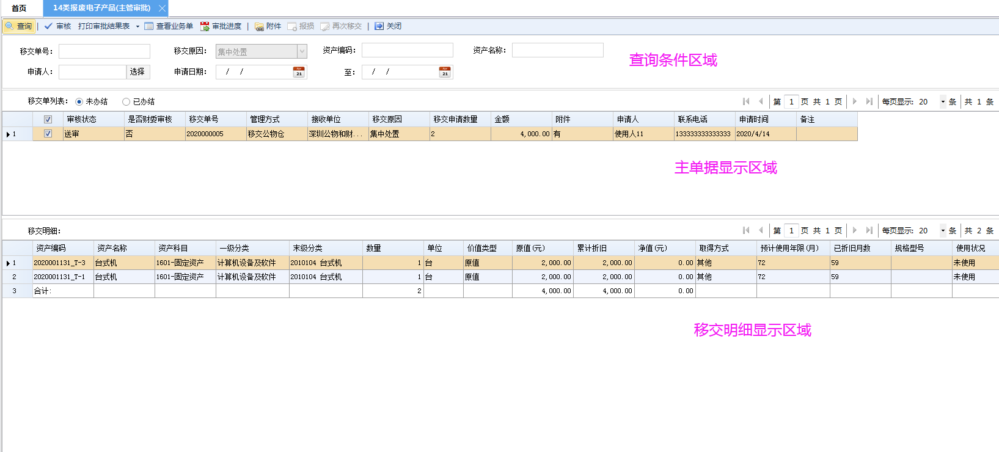 首页 14类报废电子产品(主管审批)
查询 审核 打印审批结果表 查看业务单 审批进度 附件 报损 再次移交 关闭
移交单号： 移交原因： 集中处置 资产编码： 资产名称：
查询条件区域
申请人： 选择 申请日期： / / 21 至： / / 21
移交单列表： 未办结 已办结 第 1 页 共 1 页 每页显示: 20 条 共 1 条
审核状态 是否财委审核 移交单号 管理方式 接收单位 移交原因 移交申请数量 金额 附件 申请人 联系电话 申请时间 备注
1 送审 否 2020000005 移交公物仓 深圳公物和财... 集中处置 2 4,000.00 有 使用人11 133333333333333 2020/4/14
主单据显示区域
移交明细： 第 1 页 共 1 页 每页显示: 20 条 共 2 条
资产编码 资产名称 资产科目 一级分类 末级分类 数量 单位 价值类型 原值(元) 累计折旧 净值(元) 取得方式 预计使用年限(月) 已折旧月数 规格型号 使用状况
1 2020001131_T-3 台式机 1601-固定资产 计算机设备及软件 2010104 台式机 1 台 原值 2,000.00 2,000.00 0.00 其他 72 59 未使用
2 2020001131_T-1 台式机 1601-固定资产 计算机设备及软件 2010104 台式机 1 台 原值 2,000.00 2,000.00 0.00 其他 72 59 未使用
3 合计: 2 4,000.00 4,000.00 0.00
移交明细显示区域